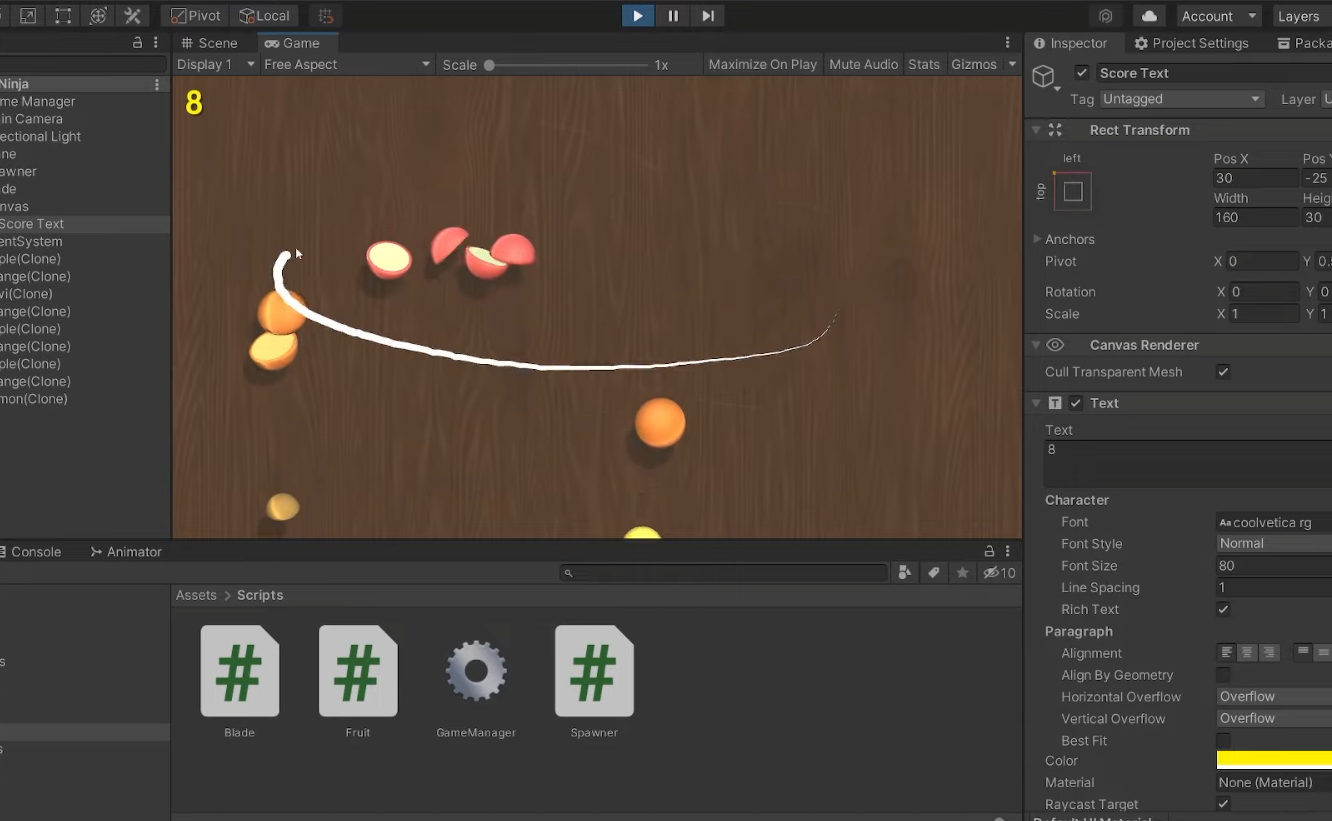 Pivot Local Account Layers
Scene Game Inspector Project Settings Packa
Display 1 Free Aspect Scale 1x Maximize On Play Mute Audio Stats Gizmos
Ninja
me Manager
in Camera
ectional Light
ne
awner
de
nvas
Score Text
entSystem
ple(Clone)
ange(Clone)
wi(Clone)
ange(Clone)
ple(Clone)
ange(Clone)
ple(Clone)
ange(Clone)
mon(Clone)
8
Score Text
Tag Untagged Layer U
Rect Transform
left
top
Pos X Pos Y
30 -25
Width Heig
160 30
Anchors
Pivot X 0 Y 0.5
Rotation X 0 Y 0
Scale X 1 Y 1
Canvas Renderer
Cull Transparent Mesh
T Text
Text
8
Character
Font Aa coolvetica rg
Font Style Normal
Font Size 80
Line Spacing 1
Rich Text
Paragraph
Alignment
Align By Geometry
Horizontal Overflow Overflow
Vertical Overflow Overflow
Best Fit
Color
Material None (Material)
Raycast Target
Console Animator
10
Assets > Scripts
s
s
# # #
Blade Fruit GameManager Spawner